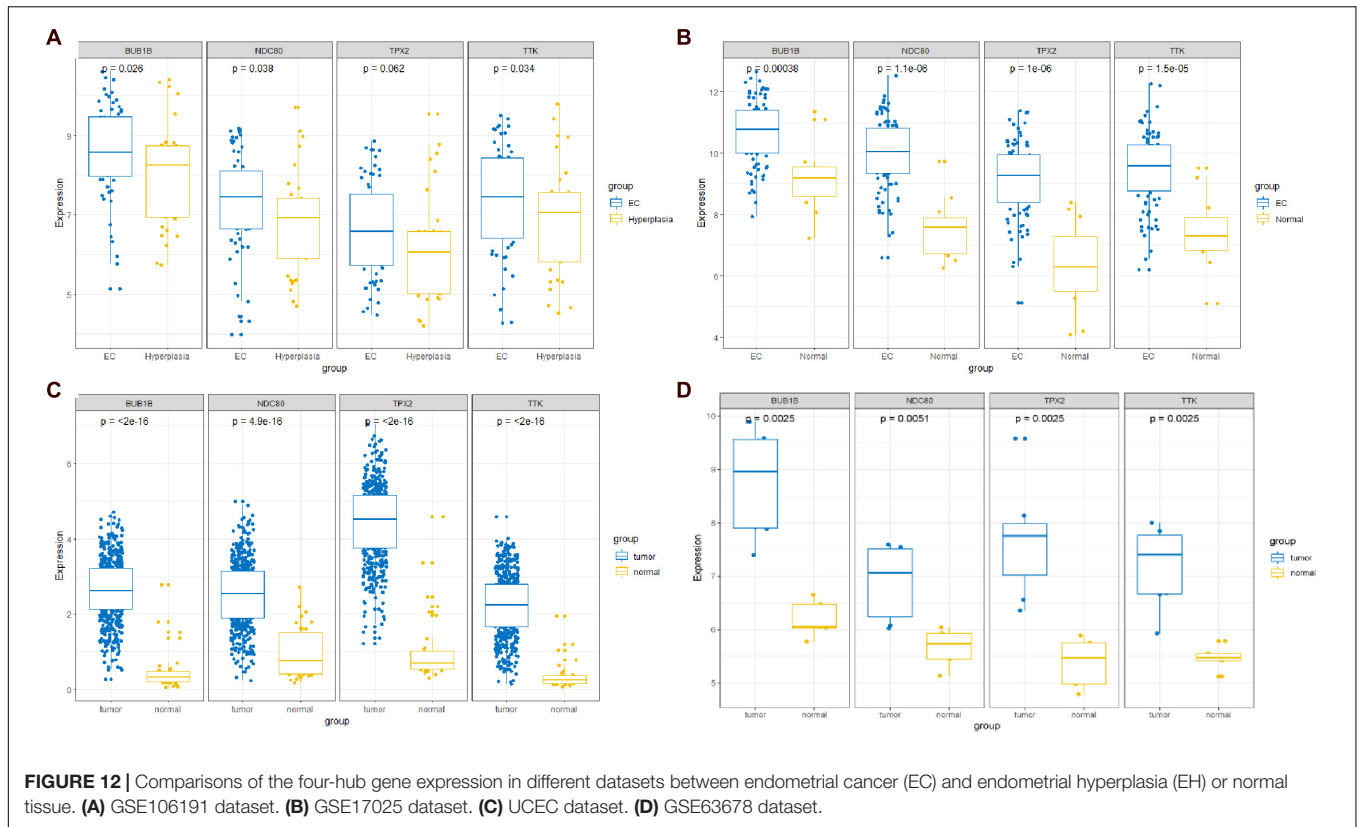 A
BUB1B NDC80 TPX2 TTK
p = 0.026 p = 0.038 p = 0.062 p = 0.034
Expression
9
7
5
EC Hyperplasia EC Hyperplasia EC Hyperplasia EC Hyperplasia
group
group
EC
Hyperplasia
B
BUB1B NDC80 TPX2 TTK
p = 0.00038 p = 1.1e-06 p = 1e-06 p = 1.5e-05
Expression
12
10
8
6
4
EC Normal EC Normal EC Normal EC Normal
group
group
EC
Normal
C
BUB1B NDC80 TPX2 TTK
p = <2e-16 p = 4.9e-16 p = <2e-16 p = <2e-16
Expression
6
4
2
0
tumor normal tumor normal tumor normal tumor normal
group
group
tumor
normal
D
BUB1B NDC80 TPX2 TTK
p = 0.0025 p = 0.0051 p = 0.0025 p = 0.0025
Expression
10
9
8
7
6
5
tumor normal tumor normal tumor normal tumor normal
group
group
tumor
normal
FIGURE 12 | Comparisons of the four-hub gene expression in different datasets between endometrial cancer (EC) and endometrial hyperplasia (EH) or normal
tissue. (A) GSE106191 dataset. (B) GSE17025 dataset. (C) UCEC dataset. (D) GSE63678 dataset.